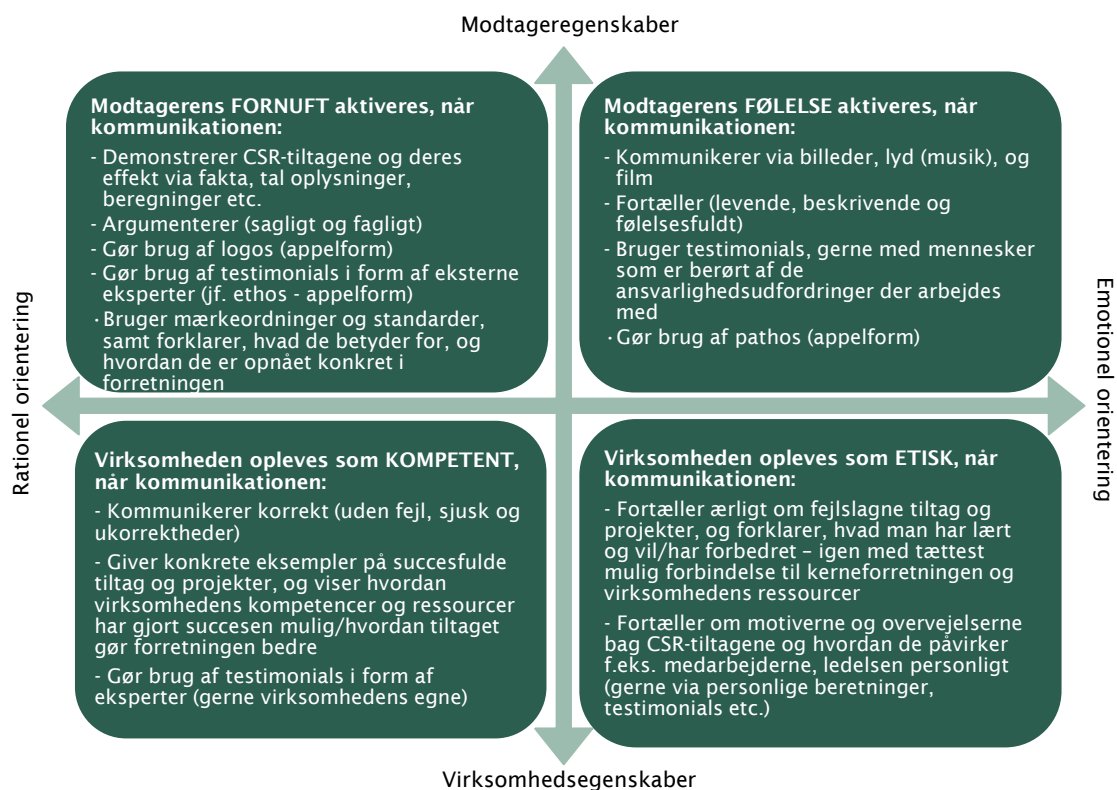 Modtageregenskaber
Modtagerens FORNUFT aktiveres, når
kommunikationen:
- Demonstrerer CSR-tiltagene og deres
effekt via fakta, tal oplysninger,
beregninger etc.
- Argumenterer (sagligt og fagligt)
- Gør brug af logos (appelform)
- Gør brug af testimonials i form af eksterne
eksperter (jf. ethos - appelform)
· Bruger mærkeordninger og standarder,
samt forklarer, hvad de betyder for, og
hvordan de er opnået konkret i
forretningen
Modtagerens FØLELSE aktiveres, når
kommunikationen:
- Kommunikerer via billeder, lyd (musik), og
film
- Fortæller (levende, beskrivende og
følelsesfuldt)
- Bruger testimonials, gerne med mennesker
som er berørt af de
ansvarlighedsudfordringer der arbejdes
med
· Gør brug af pathos (appelform)
Rationel orientering
Emotionel orientering
Virksomheden opleves som KOMPETENT,
når kommunikationen:
- Kommunikerer korrekt (uden fejl, sjusk og
ukorrektheder)
- Giver konkrete eksempler på succesfulde
tiltag og projekter, og viser hvordan
virksomhedens kompetencer og ressourcer
har gjort succesen mulig/hvordan tiltaget
gør forretningen bedre
- Gør brug af testimonials i form af
eksperter (gerne virksomhedens egne)
Virksomheden opleves som ETISK, når
kommunikationen:
- Fortæller ærligt om fejlslagne tiltag og
projekter, og forklarer, hvad man har lært
og vil/har forbedret – igen med tættest
mulig forbindelse til kerneforretningen og
virksomhedens ressourcer
- Fortæller om motiverne og overvejelserne
bag CSR-tiltagene og hvordan de påvirker
f.eks. medarbejderne, ledelsen personligt
(gerne via personlige beretninger,
testimonials etc.)
Virksomhedsegenskaber